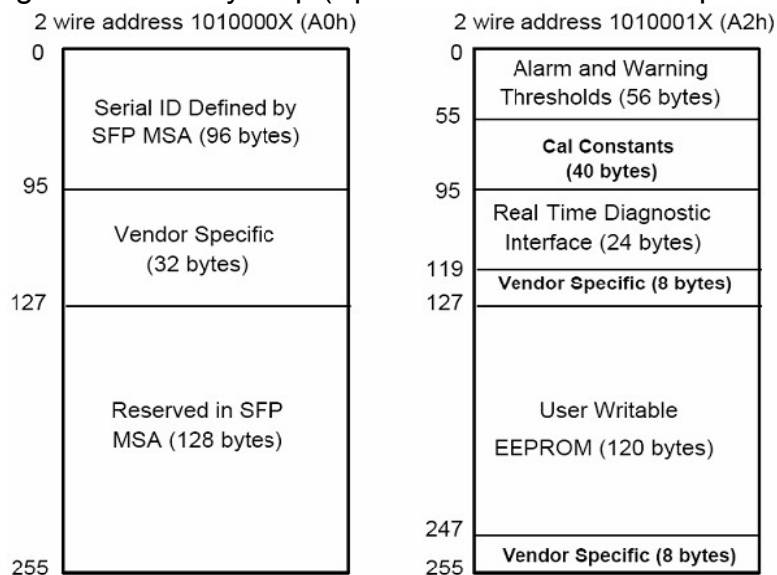 2 wire address 1010000X (A0h)
0
Serial ID Defined by
SFP MSA (96 bytes)
95
Vendor Specific
(32 bytes)
127
Reserved in SFP
MSA (128 bytes)
255
2 wire address 1010001X (A2h)
0
Alarm and Warning
Thresholds (56 bytes)
55
Cal Constants
(40 bytes)
95
Real Time Diagnostic
Interface (24 bytes)
119
Vendor Specific (8 bytes)
127
User Writable
EEPROM (120 bytes)
247
Vendor Specific (8 bytes)
255